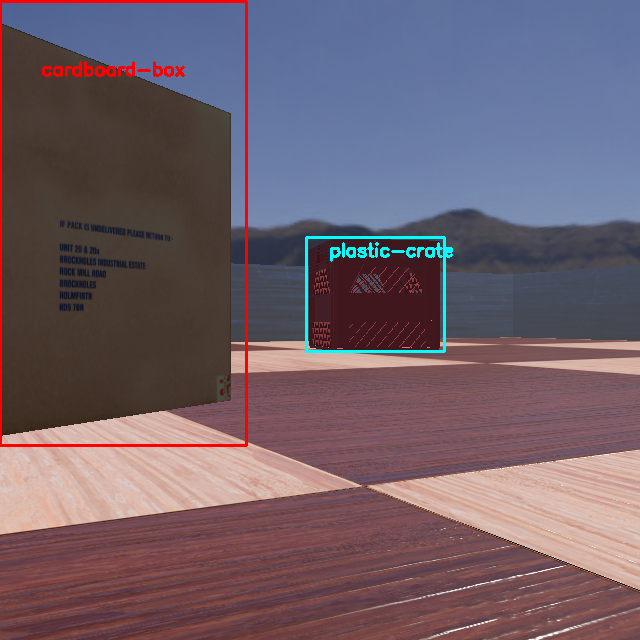 cardboard-box
plastic-crate
IF PACK IS UNDELIVERED PLEASE RETURN TO:
UNIT 20 & 20a
BROCKHOLES INDUSTRIAL ESTATE
ROCK MILL ROAD
BROCKHOLES
HOLMFIRTH
HD9 7BN